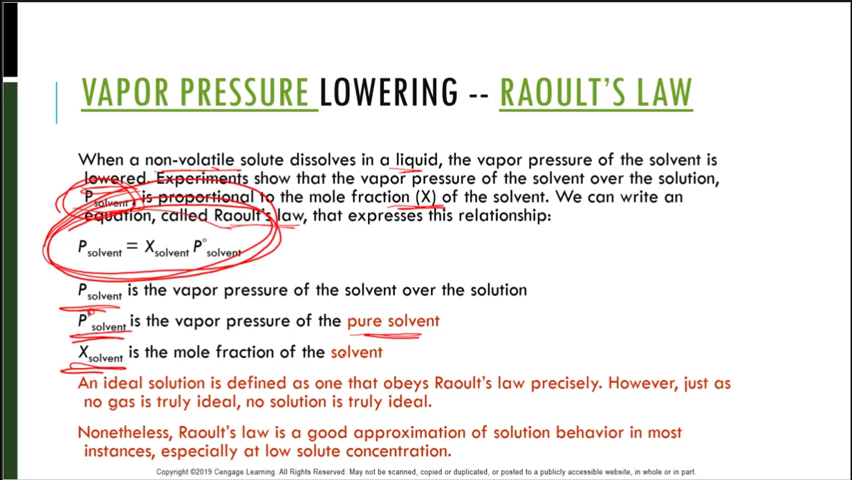 VAPOR PRESSURE LOWERING -- RAOULT'S LAW
When a non-volatile solute dissolves in a liquid, the vapor pressure of the solvent is
lowered. Experiments show that the vapor pressure of the solvent over the solution,
Psolvent, is proportional to the mole fraction (X) of the solvent. We can write an
equation, called Raoult's law, that expresses this relationship:
Psolvent = Xsolvent P°solvent
Psolvent is the vapor pressure of the solvent over the solution
P°solvent is the vapor pressure of the pure solvent
Xsolvent is the mole fraction of the solvent
An ideal solution is defined as one that obeys Raoult's law precisely. However, just as
no gas is truly ideal, no solution is truly ideal.
Nonetheless, Raoult's law is a good approximation of solution behavior in most
instances, especially at low solute concentration.
Copyright ©2019 Cengage Learning. All Rights Reserved. May not be scanned, copied or duplicated, or posted to a publicly accessible website, in whole or in part.